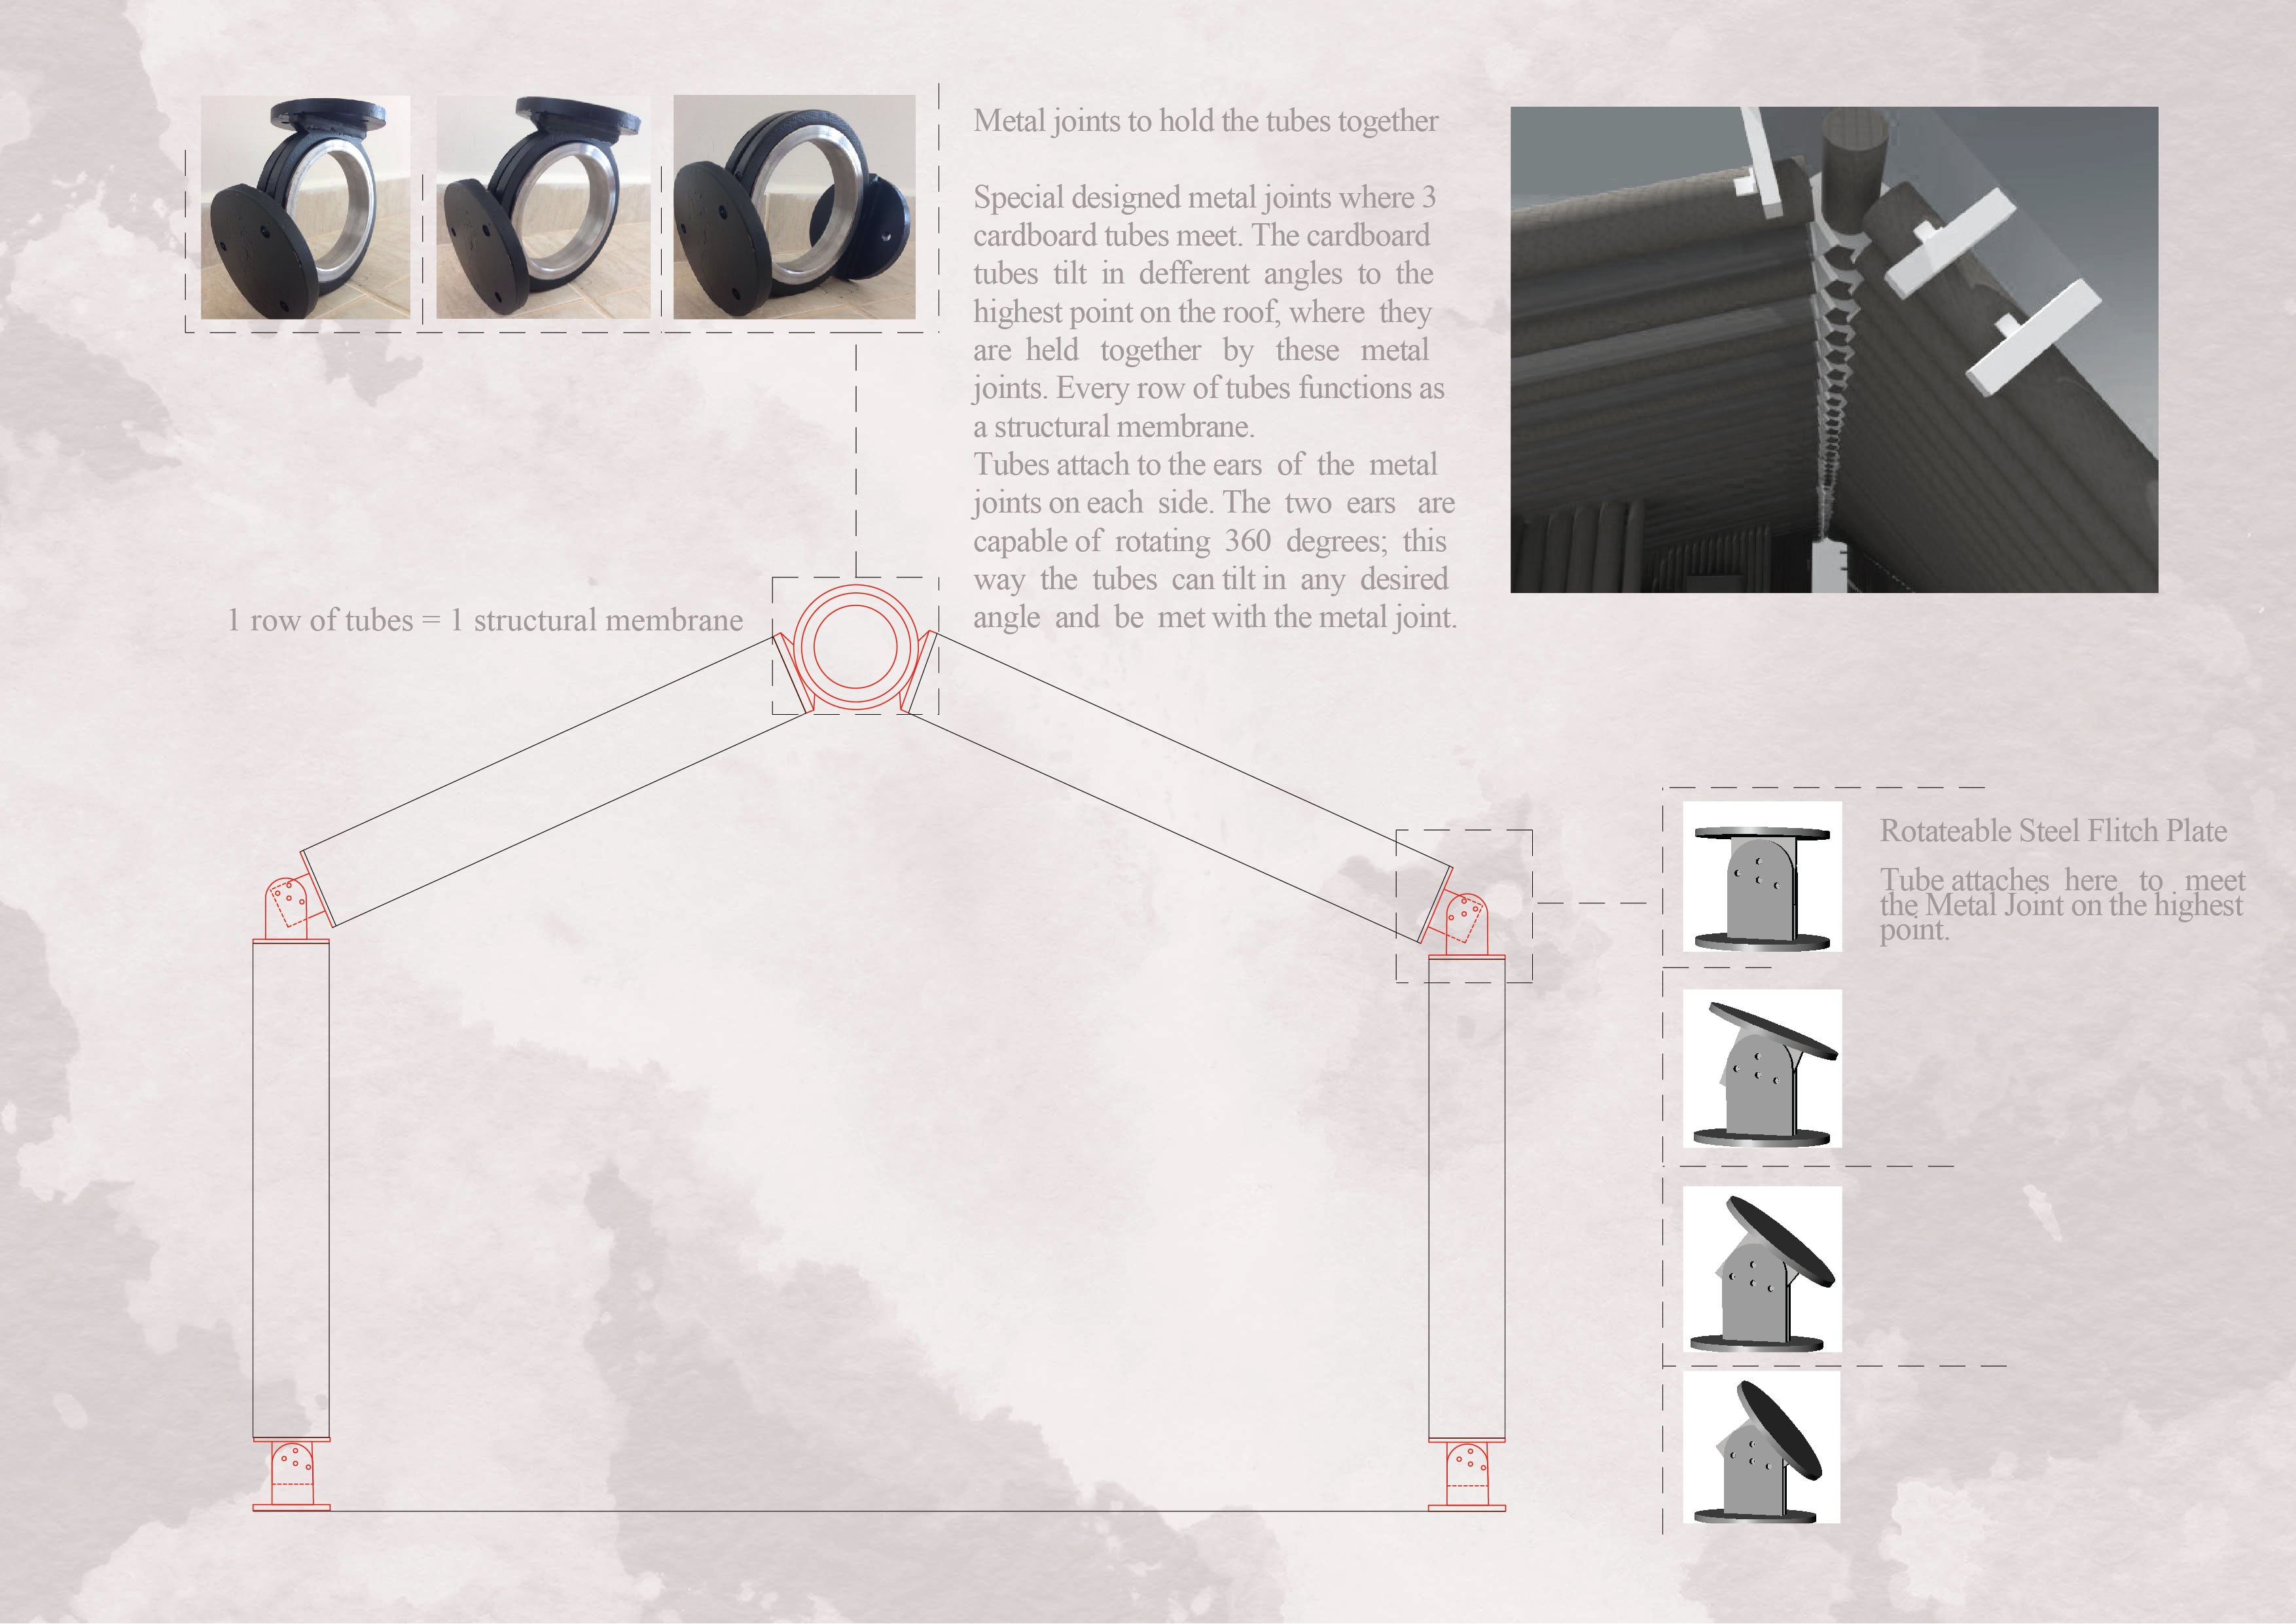 Metal joints to hold the tubes together
Special designed metal joints where 3
cardboard tubes meet. The cardboard
tubes tilt in defferent angles to the
highest point on the roof, where they
are held together by these metal
joints. Every row of tubes functions as
a structural membrane.
Tubes attach to the ears of the metal
joints on each side. The two ears are
capable of rotating 360 degrees; this
way the tubes can tilt in any desired
angle and be met with the metal joint.
1 row of tubes = 1 structural membrane
Rotateable Steel Flitch Plate
Tube attaches here to meet
the Metal Joint on the highest
point.